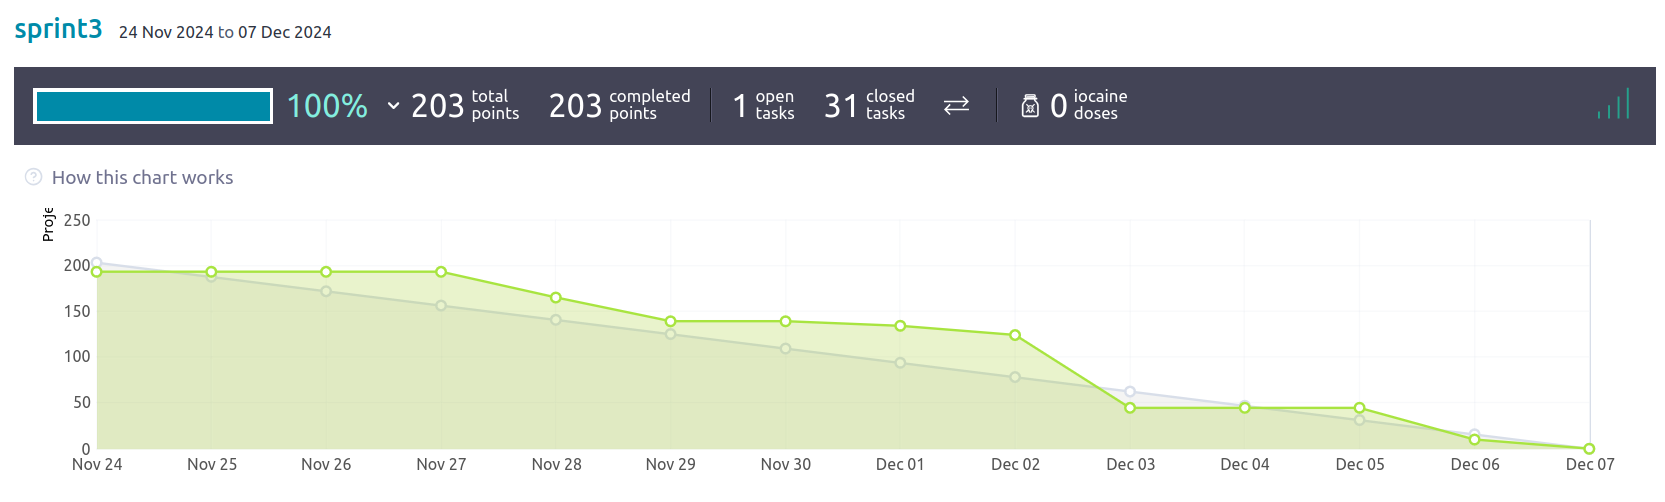 sprint3 24 Nov 2024 to 07 Dec 2024
100% 203 total points 203 completed points 1 open tasks 31 closed tasks 0 iocaine doses
? How this chart works
Proje
250
200
150
100
50
0
Nov 24 Nov 25 Nov 26 Nov 27 Nov 28 Nov 29 Nov 30 Dec 01 Dec 02 Dec 03 Dec 04 Dec 05 Dec 06 Dec 07